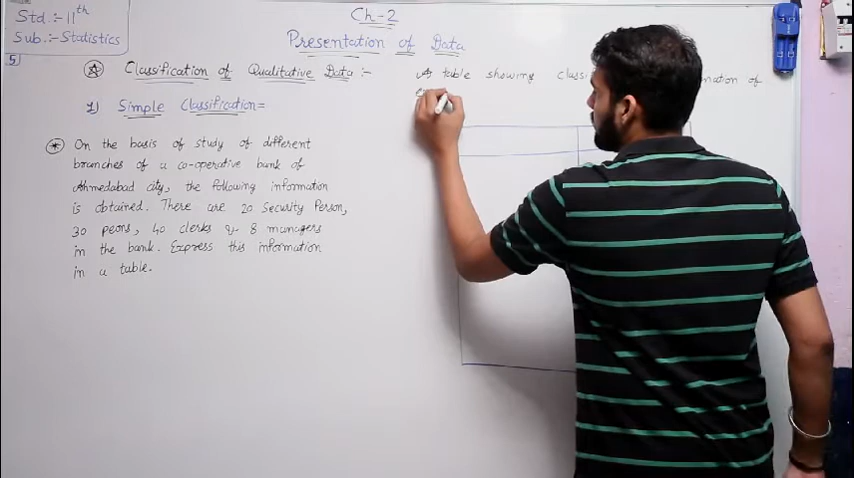 Std :- 11th
Sub :- Statistics
5
Ch-2
Presentation of Data
Classification of Qualitative Data :-
1) Simple Classification =
On the basis of study of different
branches of a co-operative bank of
Ahmedabad city, the following information
is obtained. There are 20 Security Person,
30 peons, 40 clerks & 8 managers
in the bank. Express this information
in a table.
table showing
of